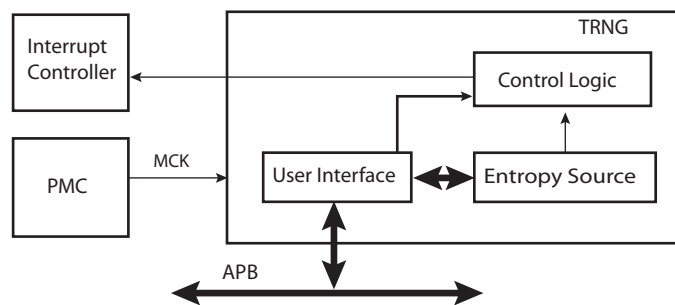 TRNG
Interrupt
Controller
Control Logic
PMC
MCK
User Interface
Entropy Source
APB